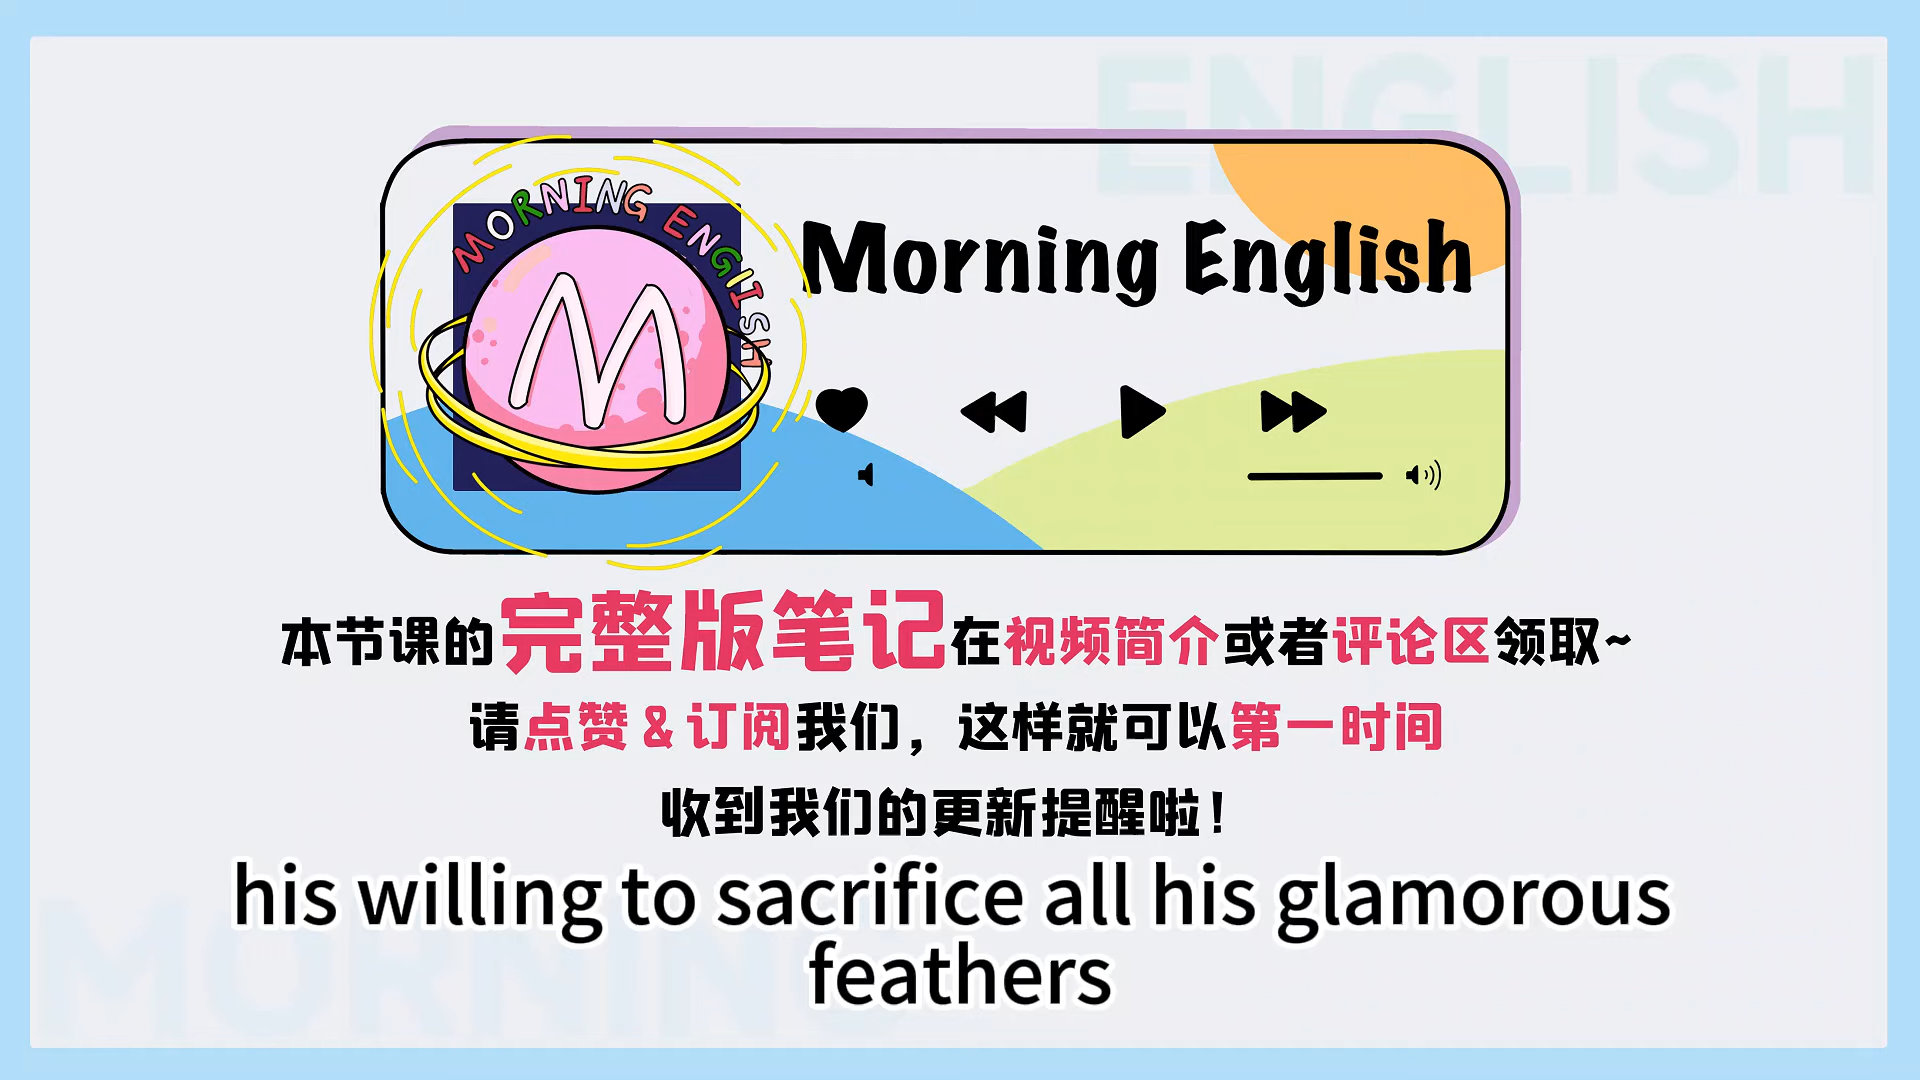 ENGLISH
MORNING ENGLISH
M
Morning English
本节课的完整版笔记在视频简介或者评论区领取~
请点赞&订阅我们，这样就可以第一时间
收到我们的更新提醒啦！
his willing to sacrifice all his glamorous
feathers
MORNING